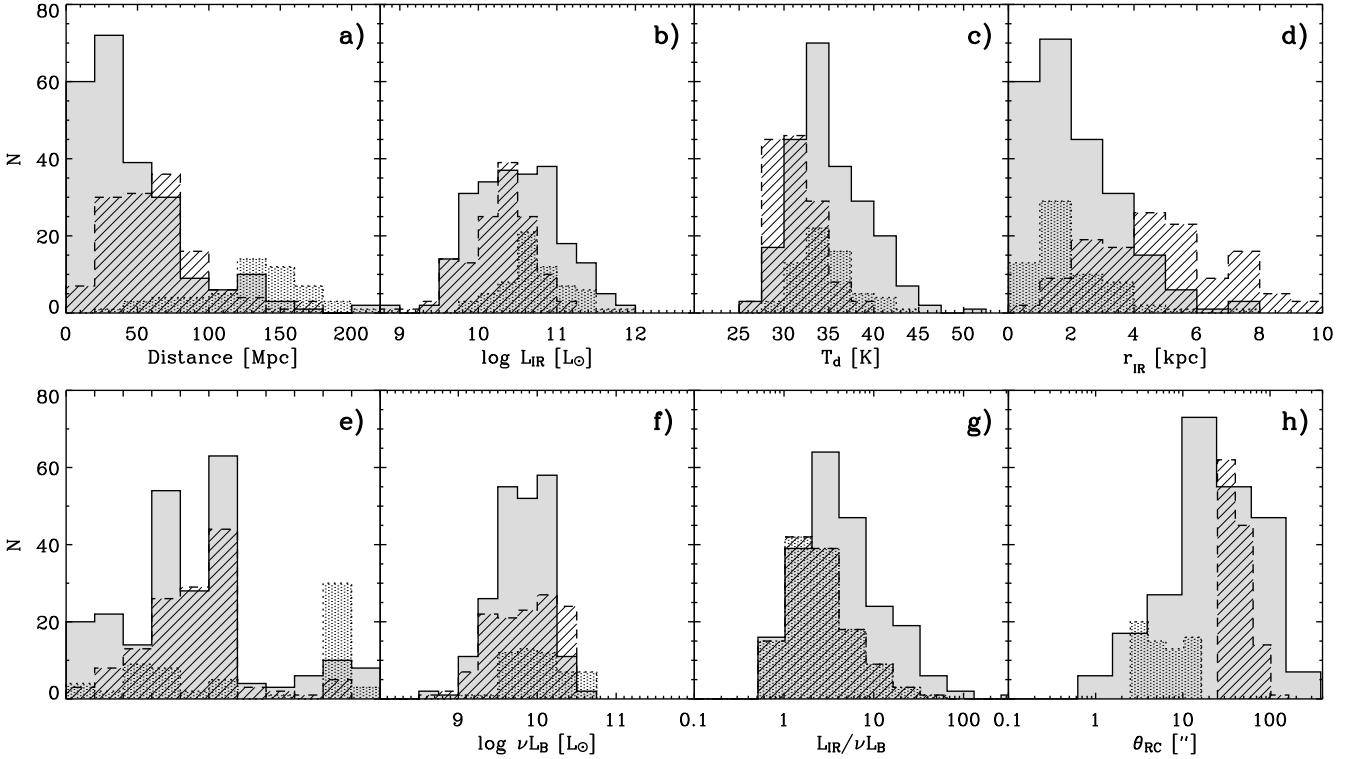 80
60
40
20
0
N
a)
b)
c)
d)
0 50 100 150 200
9 10 11 12
25 30 35 40 45 50
0 2 4 6 8 10
Distance [Mpc]
log L_IR [L⊙]
T_d [K]
r_IR [kpc]
80
60
40
20
0
N
e)
f)
g)
h)
9 10 11
0.1 1 10 100
0.1 1 10 100
log νL_B [L⊙]
L_IR/νL_B
θ_RC ["]